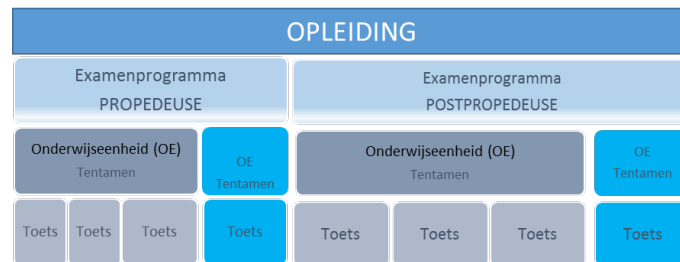 OPLEIDING
Examenprogramma
PROPEDEUSE
Examenprogramma
POSTPROPEDEUSE
Onderwijseenheid (OE)
Tentamen
OE
Tentamen
Onderwijseenheid (OE)
Tentamen
OE
Tentamen
Toets Toets Toets Toets Toets Toets Toets Toets